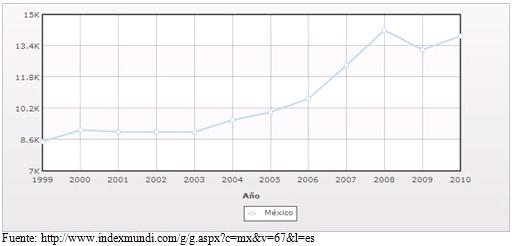 15K
13.4K
11.8K
10.2K
8.6K
7K
1999 2000 2001 2002 2003 2004 2005 2006 2007 2008 2009 2010
Año
México
Fuente: http://www.indexmundi.com/g/g.aspx?c=mx&v=67&l=es